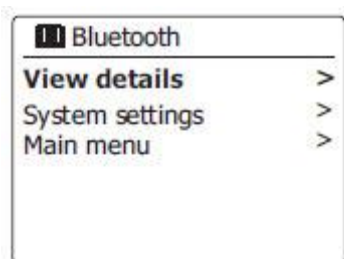 Bluetooth
View details >
System settings >
Main menu >